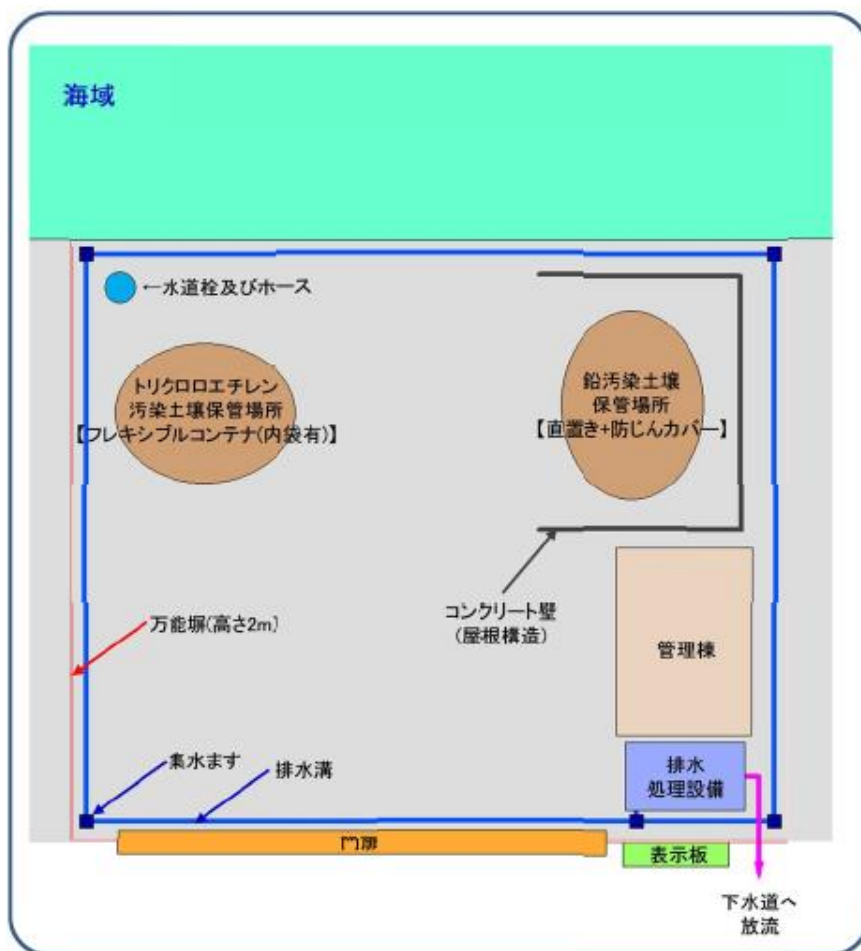 海域
←水道栓及びホース
トリクロロエチレン
汚染土壌保管場所
【フレキシブルコンテナ(内袋有)】
鉛汚染土壌
保管場所
【直置き+防じんカバー】
コンクリート壁
(屋根構造)
万能塀(高さ2m)
管理棟
集水ます
排水溝
排水
処理設備
門扉
表示板
下水道へ
放流